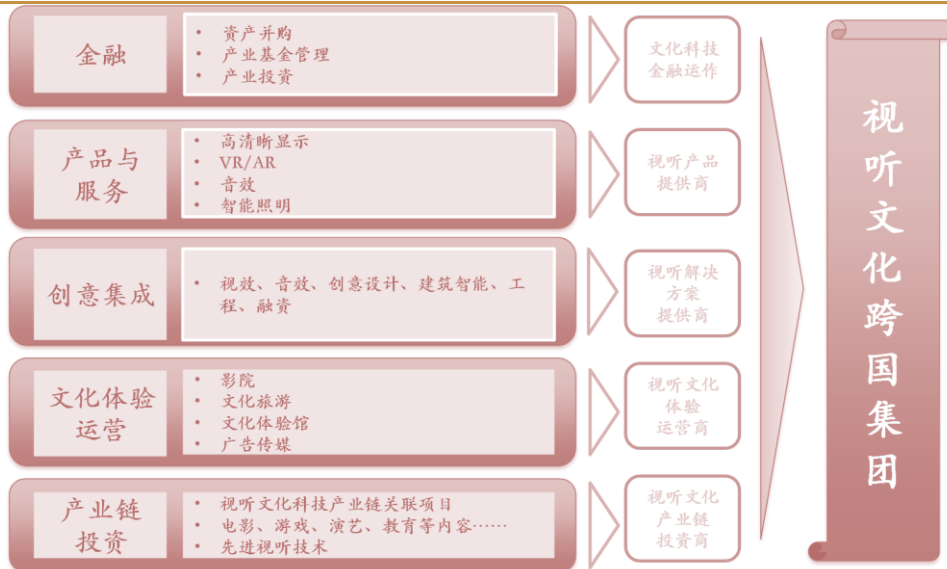 金融
• 资产并购
• 产业基金管理
• 产业投资
文化科技
金融运作
产品与
服务
• 高清晰显示
• VR/AR
• 音效
• 智能照明
视听产品
提供商
创意集成
• 视效、音效、创意设计、建筑智能、工
程、融资
视听解决
方案
提供商
文化体验
运营
• 影院
• 文化旅游
• 文化体验馆
• 广告传媒
视听文化
体验
运营商
产业链
投资
• 视听文化科技产业链关联项目
• 电影、游戏、演艺、教育等内容……
• 先进视听技术
视听文化
产业链
投资商
视听文化跨国集团